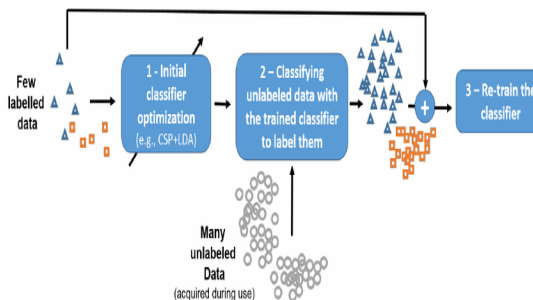 Few
labelled
data
1 - Initial
classifier
optimization
(e.g., CSP+LDA)
2 – Classifying
unlabeled data with
the trained classifier
to label them
+
3 – Re-train the
classifier
Many
unlabeled
Data
(acquired during use)